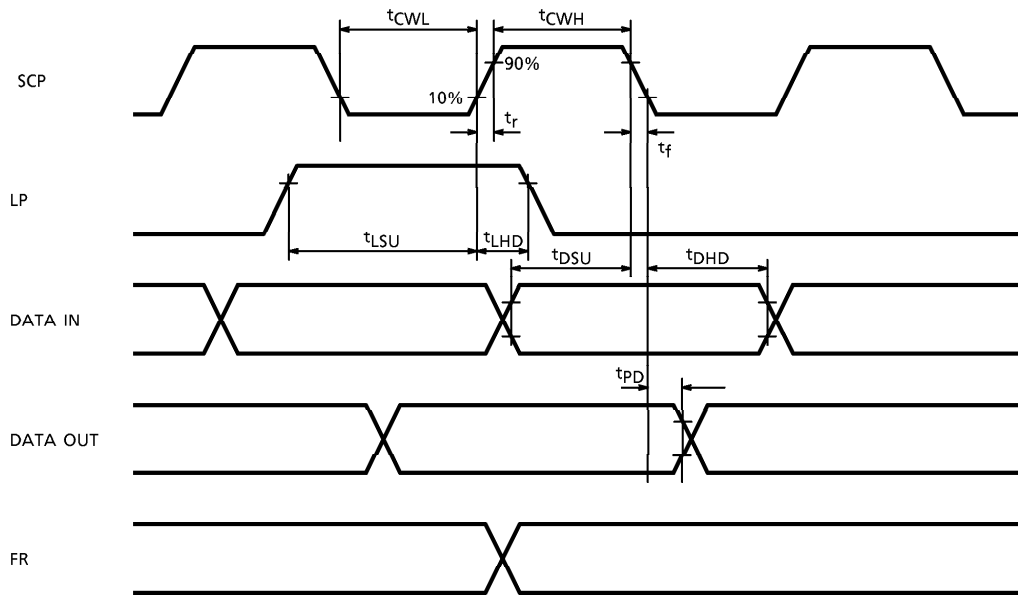 tCWL tCWH
SCP
90%
10%
tr
tf
LP
tLSU tLHD
tDSU tDHD
DATA IN
tPD
DATA OUT
FR